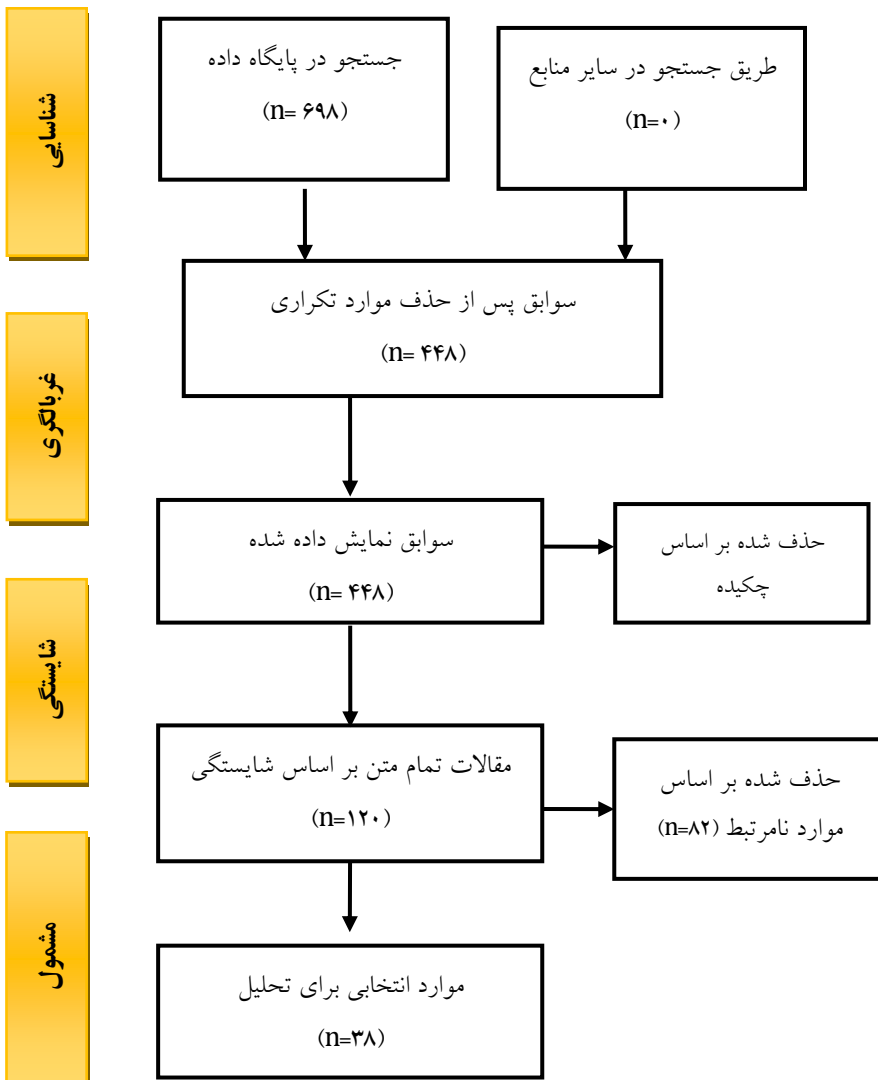 شناسایی
جستجو در پایگاه داده
(n= ۶۹۸)
طریق جستجو در سایر منابع
(n=۰)
سوابق پس از حذف موارد تکراری
(n= ۴۴۸)
غربالگری
سوابق نمایش داده شده
(n= ۴۴۸)
حذف شده بر اساس
چکیده
شایستگی
مقالات تمام متن بر اساس شایستگی
(n=۱۲۰)
حذف شده بر اساس
موارد نامرتبط (n=۸۲)
مشمول
موارد انتخابی برای تحلیل
(n=۳۸)